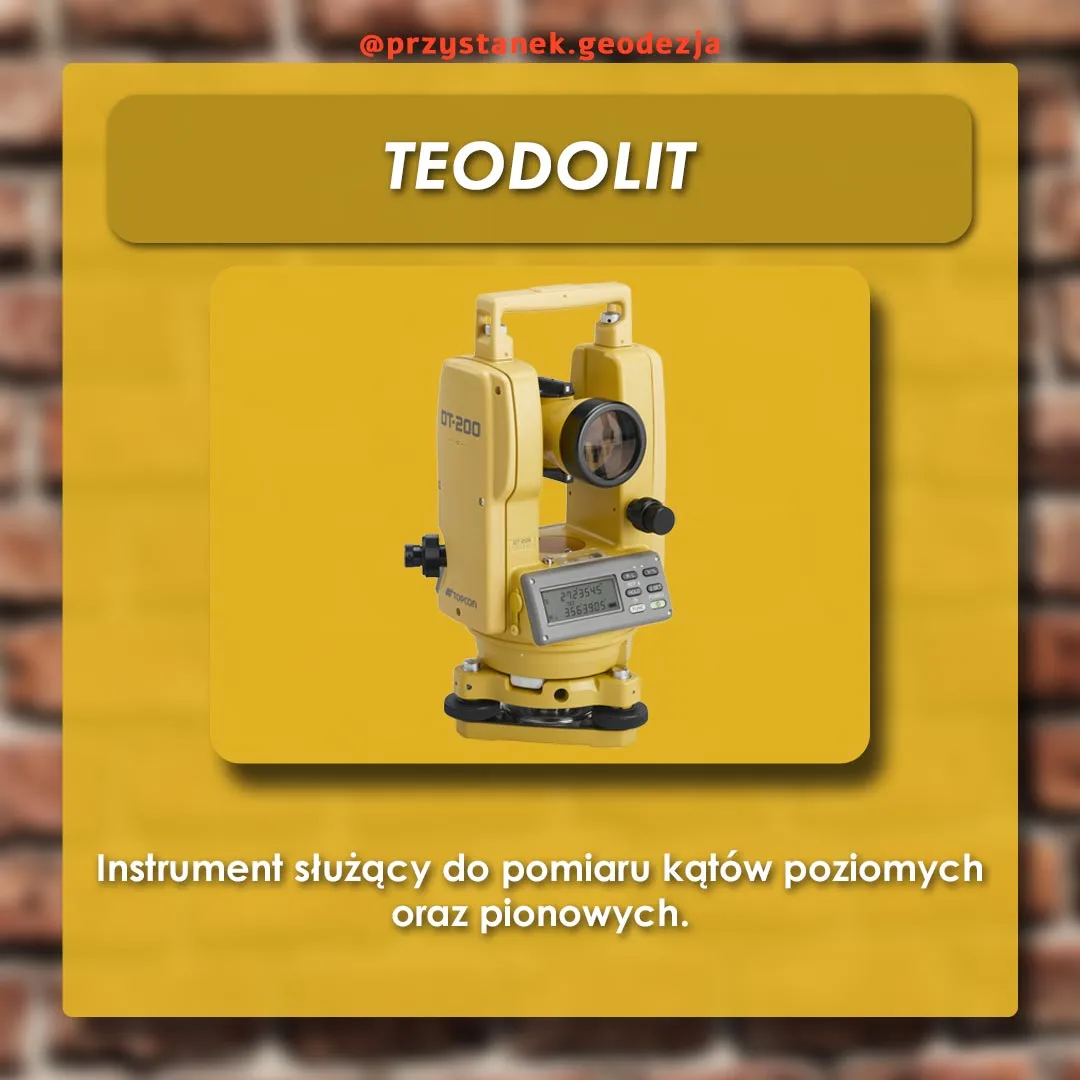 @przystanek.geodezja
TEODOLIT
DT-200
TOPCON
Instrument służący do pomiaru kątów poziomych
oraz pionowych.